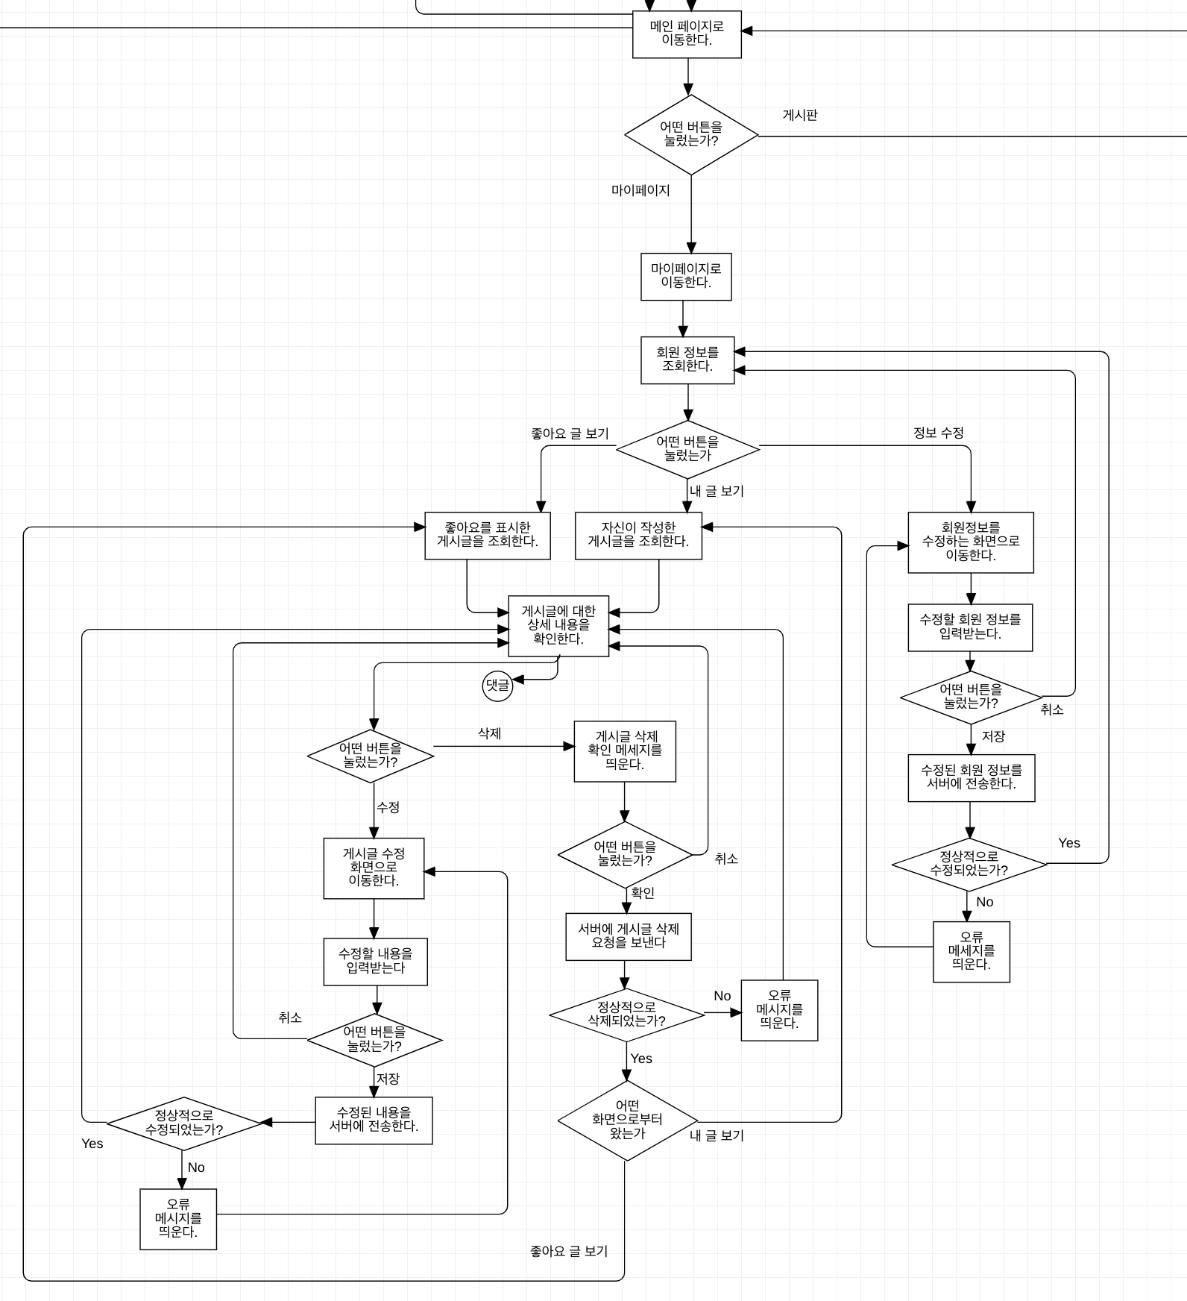 메인 페이지로
이동한다.
어떤 버튼을
눌렀는가?
게시판
마이페이지
마이페이지로
이동한다.
회원 정보를
조회한다.
어떤 버튼을
눌렀는가
좋아요 글 보기
정보 수정
내 글 보기
좋아요를 표시한
게시글을 조회한다.
자신이 작성한
게시글을 조회한다.
회원정보를
수정하는 화면으로
이동한다.
게시글에 대한
상세 내용을
확인한다.
수정할 회원 정보를
입력받는다.
댓글
어떤 버튼을
눌렀는가?
취소
삭제
어떤 버튼을
눌렀는가?
게시글 삭제
확인 메세지를
띄운다.
저장
수정된 회원 정보를
서버에 전송한다.
수정
게시글 수정
화면으로
이동한다.
어떤 버튼을
눌렀는가?
취소
정상적으로
수정되었는가?
Yes
확인
No
서버에 게시글 삭제
요청을 보낸다
오류
메세지를
띄운다.
수정할 내용을
입력받는다
정상적으로
삭제되었는가?
No
오류
메시지를
띄운다.
취소
어떤 버튼을
눌렀는가?
Yes
저장
어떤
화면으로부터
왔는가
내 글 보기
수정된 내용을
서버에 전송한다.
정상적으로
수정되었는가?
Yes
No
오류
메시지를
띄운다.
좋아요 글 보기